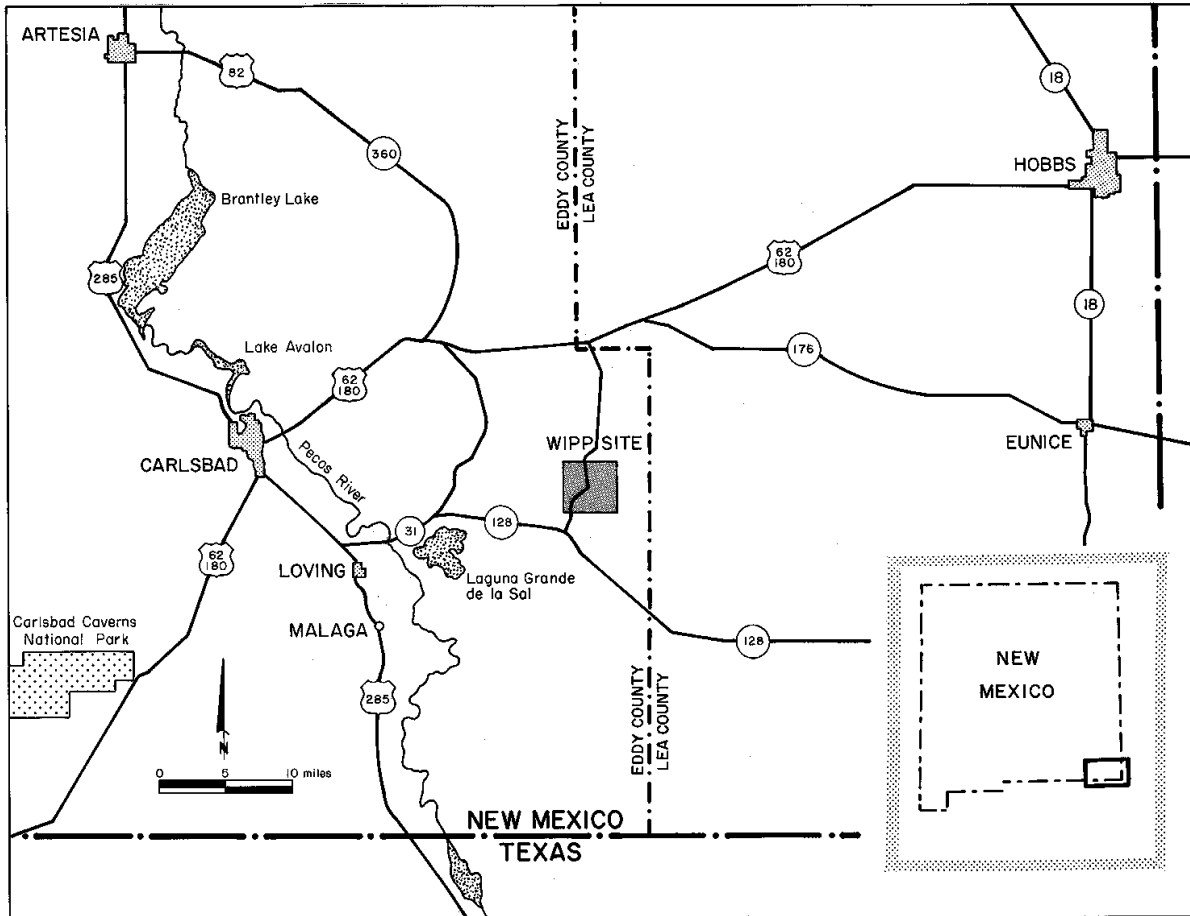 ARTESIA
82
18
360
EDDY COUNTY
LEA COUNTY
HOBBS
Brantley Lake
62
180
285
18
Lake Avalon
176
62
180
WIPP SITE
EUNICE
CARLSBAD
Pecos River
31
128
62
180
LOVING
Laguna Grande
de la Sal
Carlsbad Caverns
National Park
MALAGA
128
NEW
MEXICO
285
EDDY COUNTY
LEA COUNTY
N
0 5 10 miles
NEW MEXICO
TEXAS